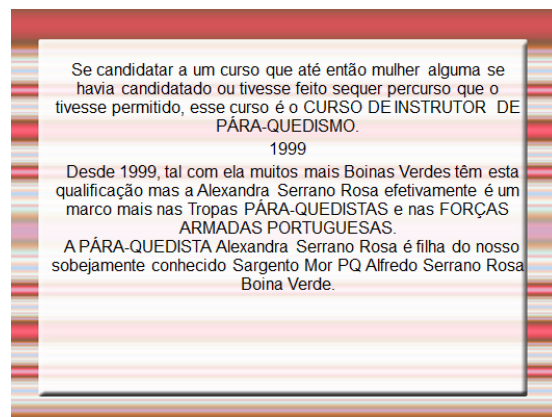 Se candidatar a um curso que até então mulher alguma se
havia candidatado ou tivesse feito sequer percurso que o
tivesse permitido, esse curso é o CURSO DE INSTRUTOR DE
PÁRA-QUEDISMO.
1999
Desde 1999, tal com ela muitos mais Boinas Verdes têm esta
qualificação mas a Alexandra Serrano Rosa efetivamente é um
marco mais nas Tropas PÁRA-QUEDISTAS e nas FORÇAS
ARMADAS PORTUGUESAS.
A PÁRA-QUEDISTA Alexandra Serrano Rosa é filha do nosso
sobejamente conhecido Sargento Mor PQ Alfredo Serrano Rosa
Boina Verde.